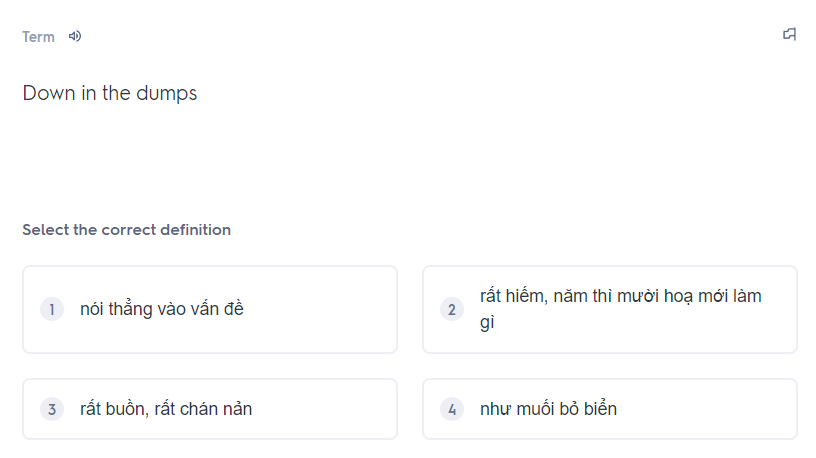 Term
Down in the dumps
Select the correct definition
1 nói thẳng vào vấn đề
2 rất hiếm, năm thì mười hoạ mới làm
gì
3 rất buồn, rất chán nản
4 như muối bỏ biển